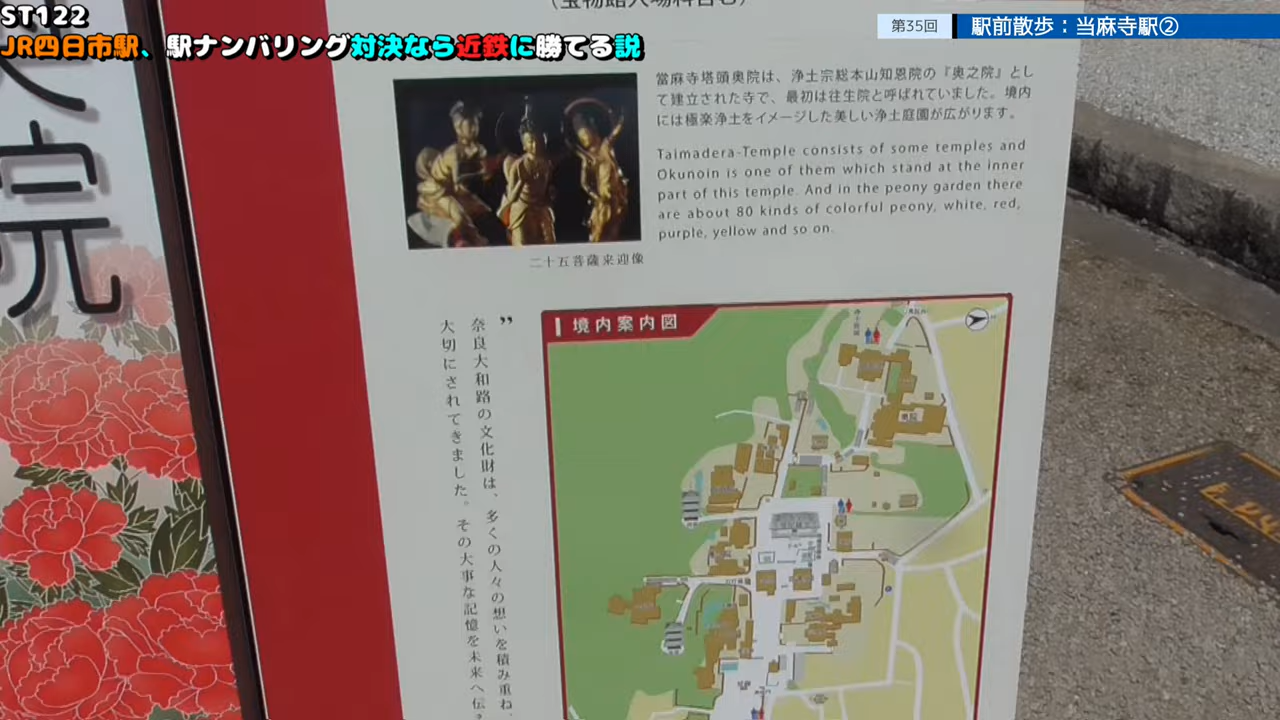 ST122
JR四日市駅、駅ナンバリング対決なら近鉄に勝てる説
第35回
駅前散歩：当麻寺駅②
當麻寺塔頭奥院は、浄土宗総本山知恩院の『奥之院』とし
て建立された寺で、最初は往生院と呼ばれていました。境内
には極楽浄土をイメージした美しい浄土庭園が広がります。
Taimadera-Temple consists of some temples and
Okunoin is one of them which stand at the inner
part of this temple. And in the peony garden there
are about 80 kinds of colorful peony, white, red,
purple, yellow and so on.
二十五菩薩来迎像
”
奈良大和路の文化財は、多くの人々の想いを積み重ね、
大切にされてきました。その大事な記憶を未来へ伝え
境内案内図
奥院